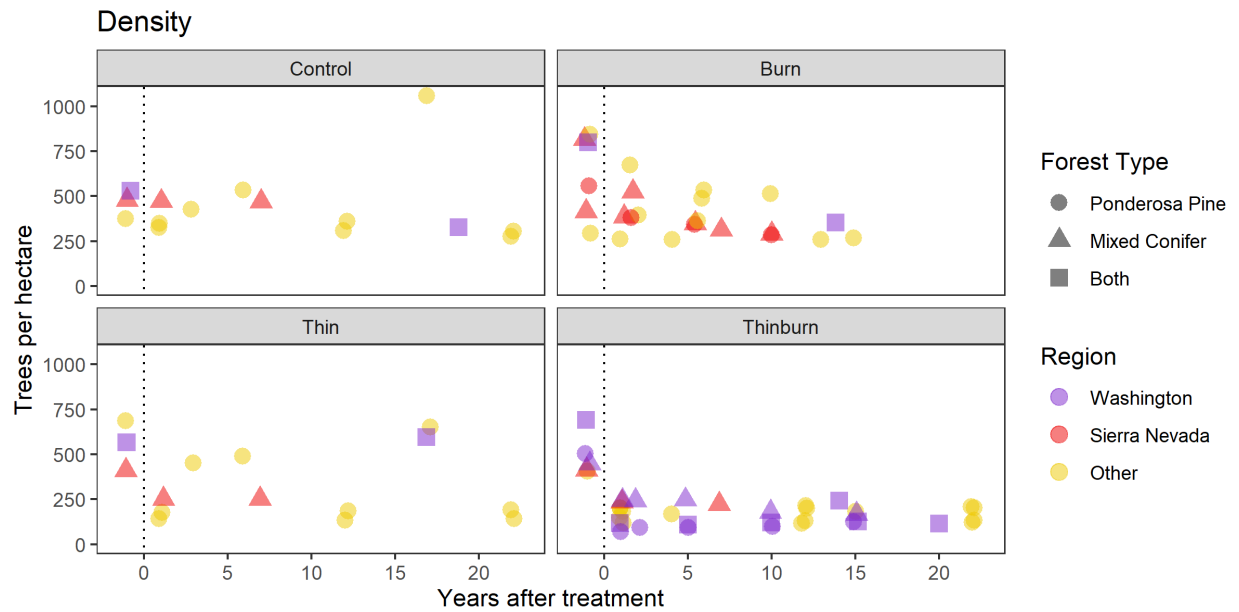 Density
Control
Burn
1000
750
500
250
0
Thin
Thinburn
1000
750
500
250
0
0 5 10 15 20
0 5 10 15 20
Trees per hectare
Years after treatment
Forest Type
Ponderosa Pine
Mixed Conifer
Both
Region
Washington
Sierra Nevada
Other